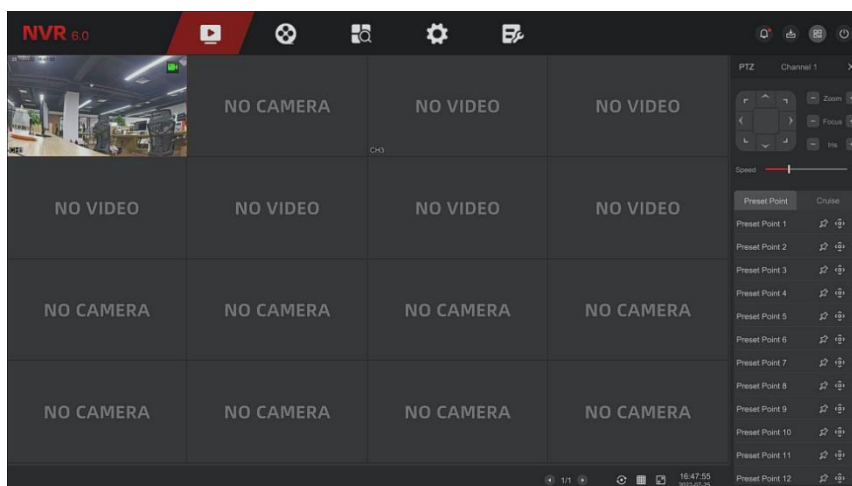 NVR 6.0
PTZ Channel 1
NO CAMERA NO VIDEO NO VIDEO
CH3
Zoom
Focus
Iris
Speed
NO VIDEO NO VIDEO NO VIDEO NO VIDEO
Preset Point Cruise
Preset Point 1
Preset Point 2
Preset Point 3
Preset Point 4
NO CAMERA NO CAMERA NO CAMERA NO CAMERA
Preset Point 5
Preset Point 6
Preset Point 7
Preset Point 8
NO CAMERA NO CAMERA NO CAMERA NO CAMERA
Preset Point 9
Preset Point 10
Preset Point 11
Preset Point 12
1/1 16:47:55
2022-07-25